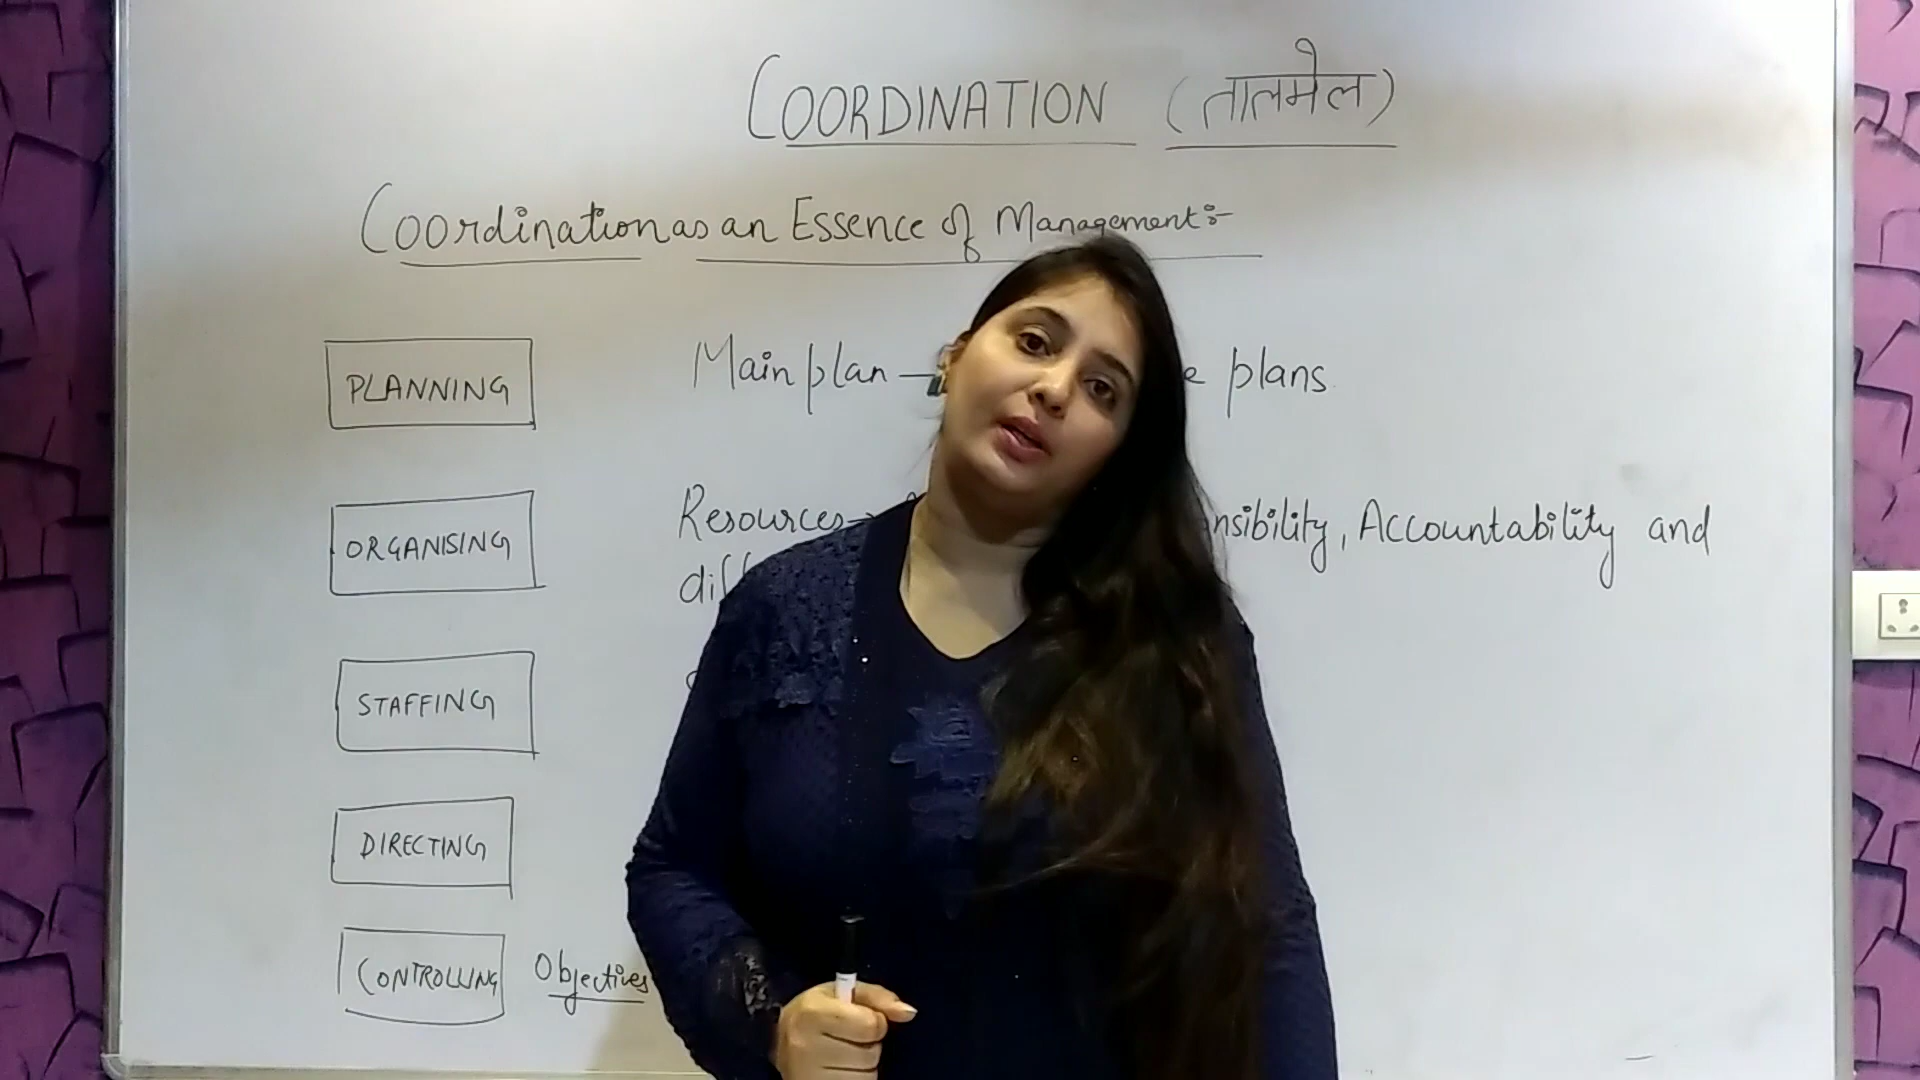 COORDINATION (तालमेल)
Coordination as an Essence of Management:-
PLANNING Main plan — plans
ORGANISING Resources→ Accountability and
STAFFING
DIRECTING
CONTROLLING Objectives